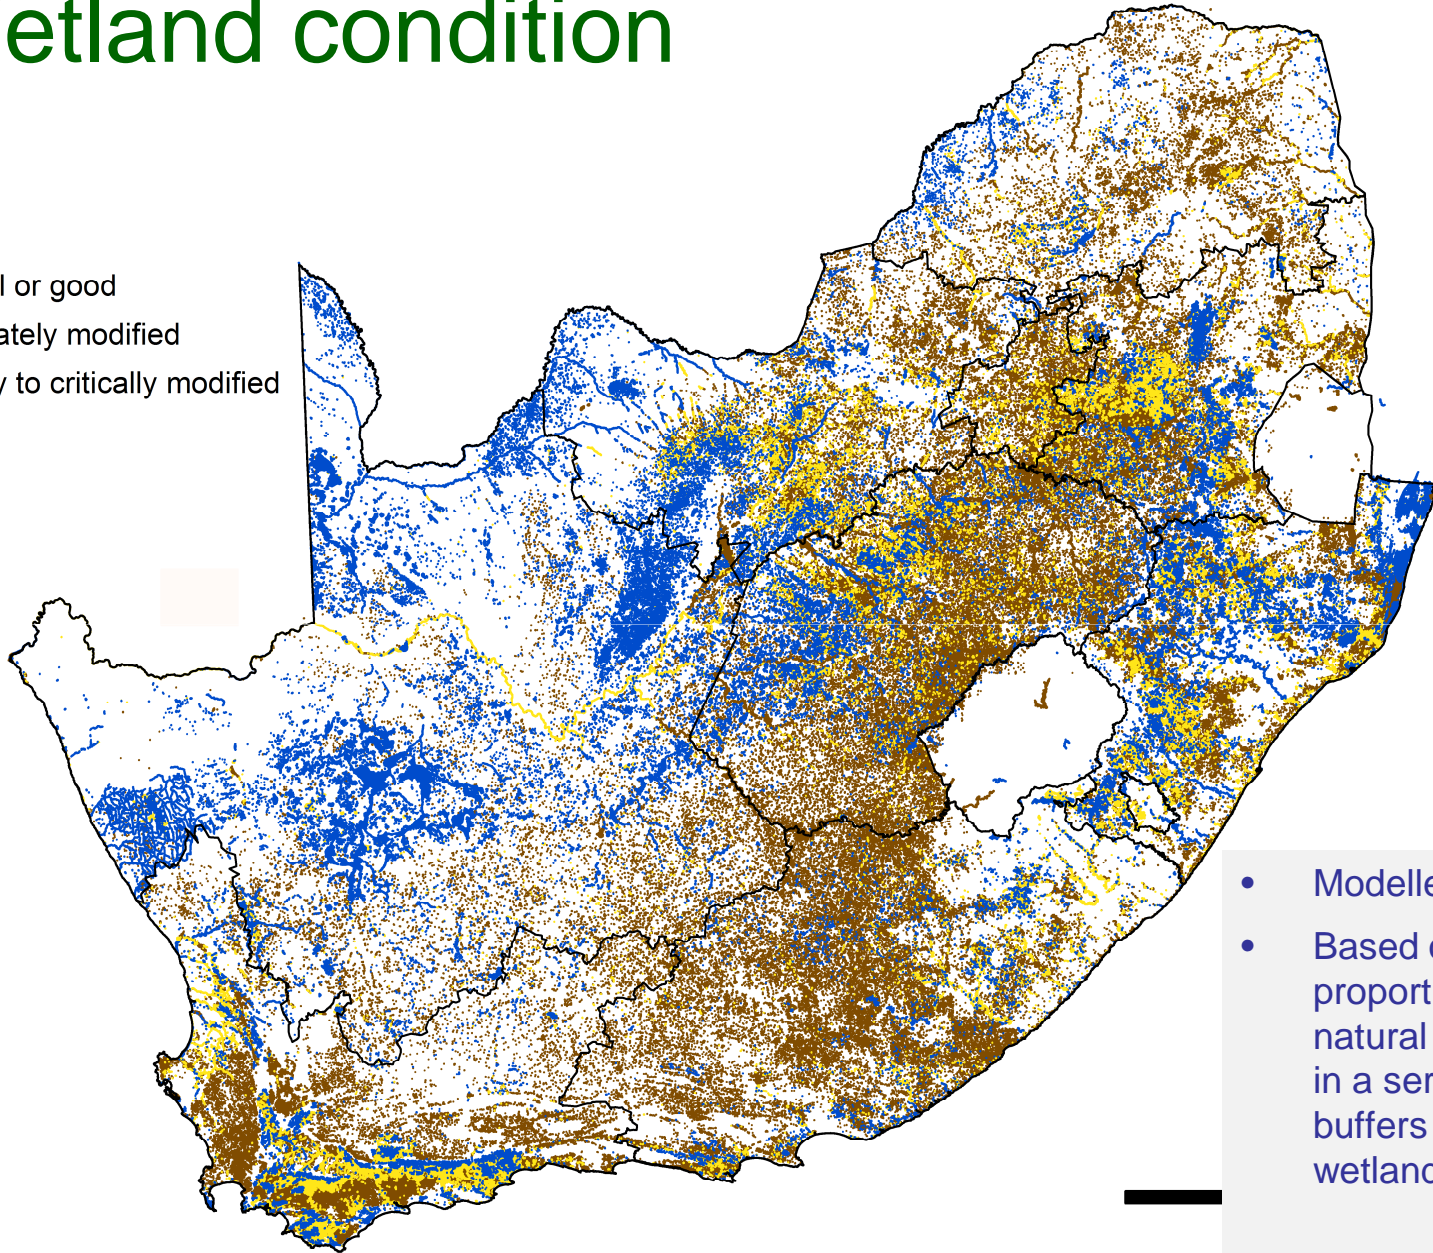 etland condition
l or good
ately modified
y to critically modified
• Modelle
• Based
proport
natural
in a ser
buffers
wetland